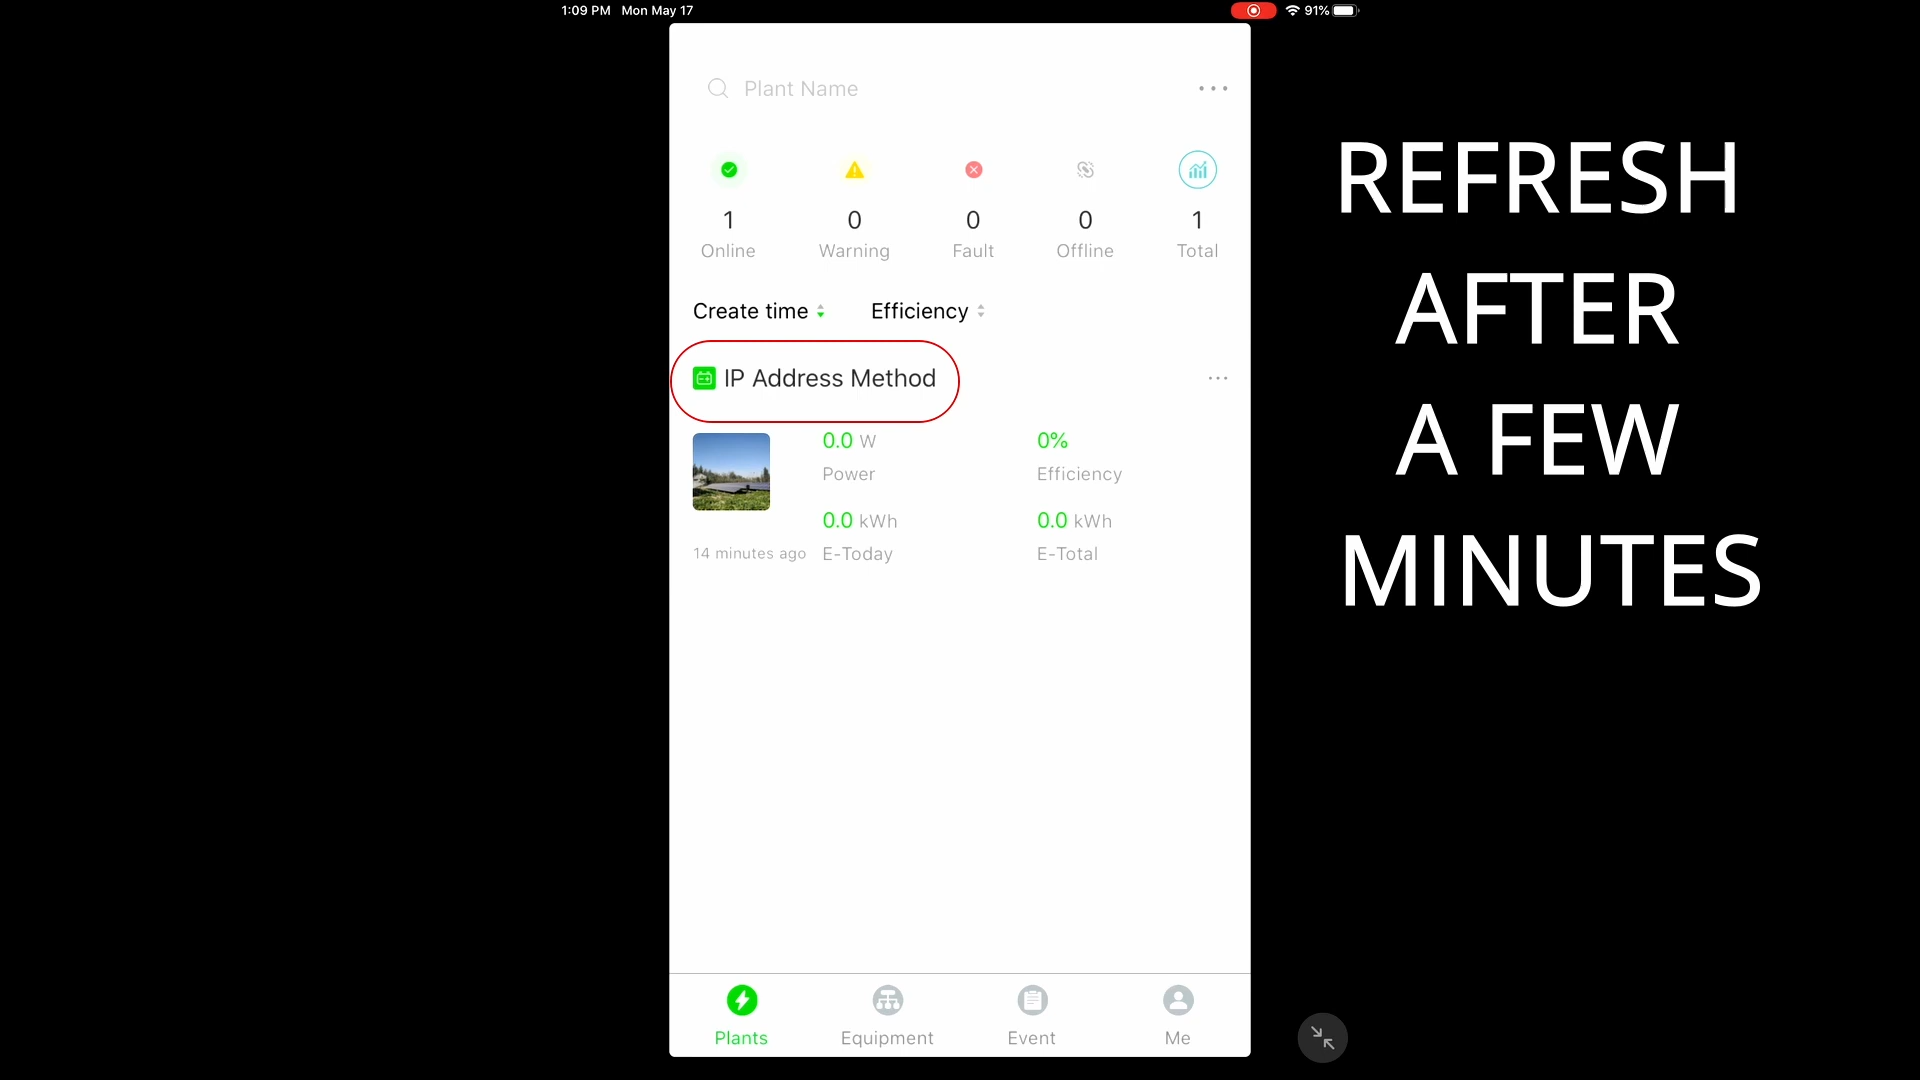 1:09 PM Mon May 17
91%
Plant Name
1 0 0 0 1
Online Warning Fault Offline Total
Create time Efficiency
IP Address Method
0.0 W 0%
Power Efficiency
0.0 kWh 0.0 kWh
14 minutes ago E-Today E-Total
Plants Equipment Event Me
REFRESH
AFTER
A FEW
MINUTES